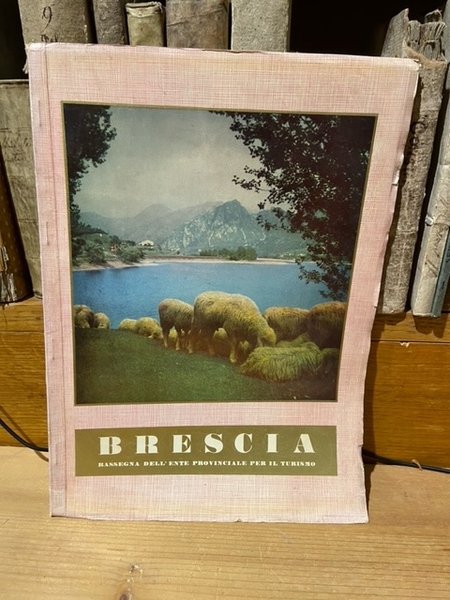 BRESCIA
RASSEGNA DELL'ENTE PROVINCIALE PER IL TURISMO